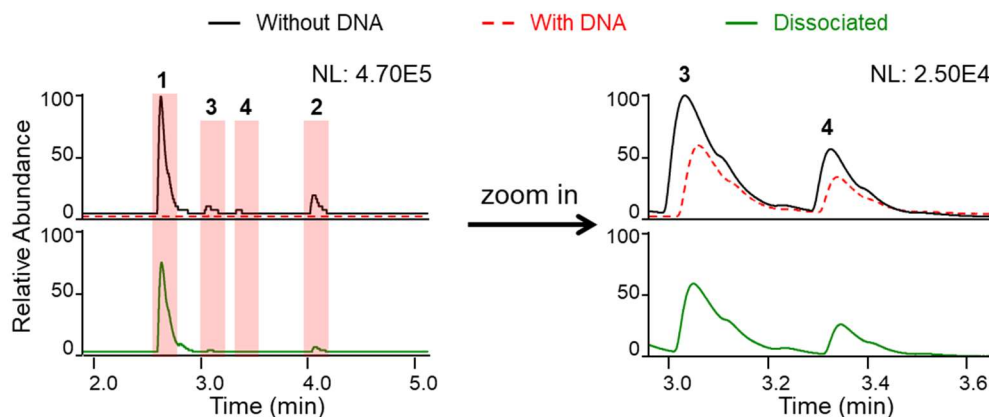 Without DNA With DNA Dissociated
NL: 4.70E5
1 3 4 2
100
50
0
100
50
0
2.0 3.0 4.0 5.0
Time (min)
Relative Abundance
zoom in
NL: 2.50E4
3
4
100
50
0
100
50
0
3.0 3.2 3.4 3.6
Time (min)